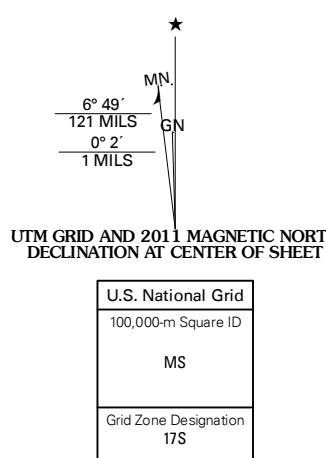 ★
MN.
6° 49´
121 MILS
GN
0° 2´
1 MILS
UTM GRID AND 2011 MAGNETIC NORT
DECLINATION AT CENTER OF SHEET
U.S. National Grid
100,000-m Square ID
MS
Grid Zone Designation
17S